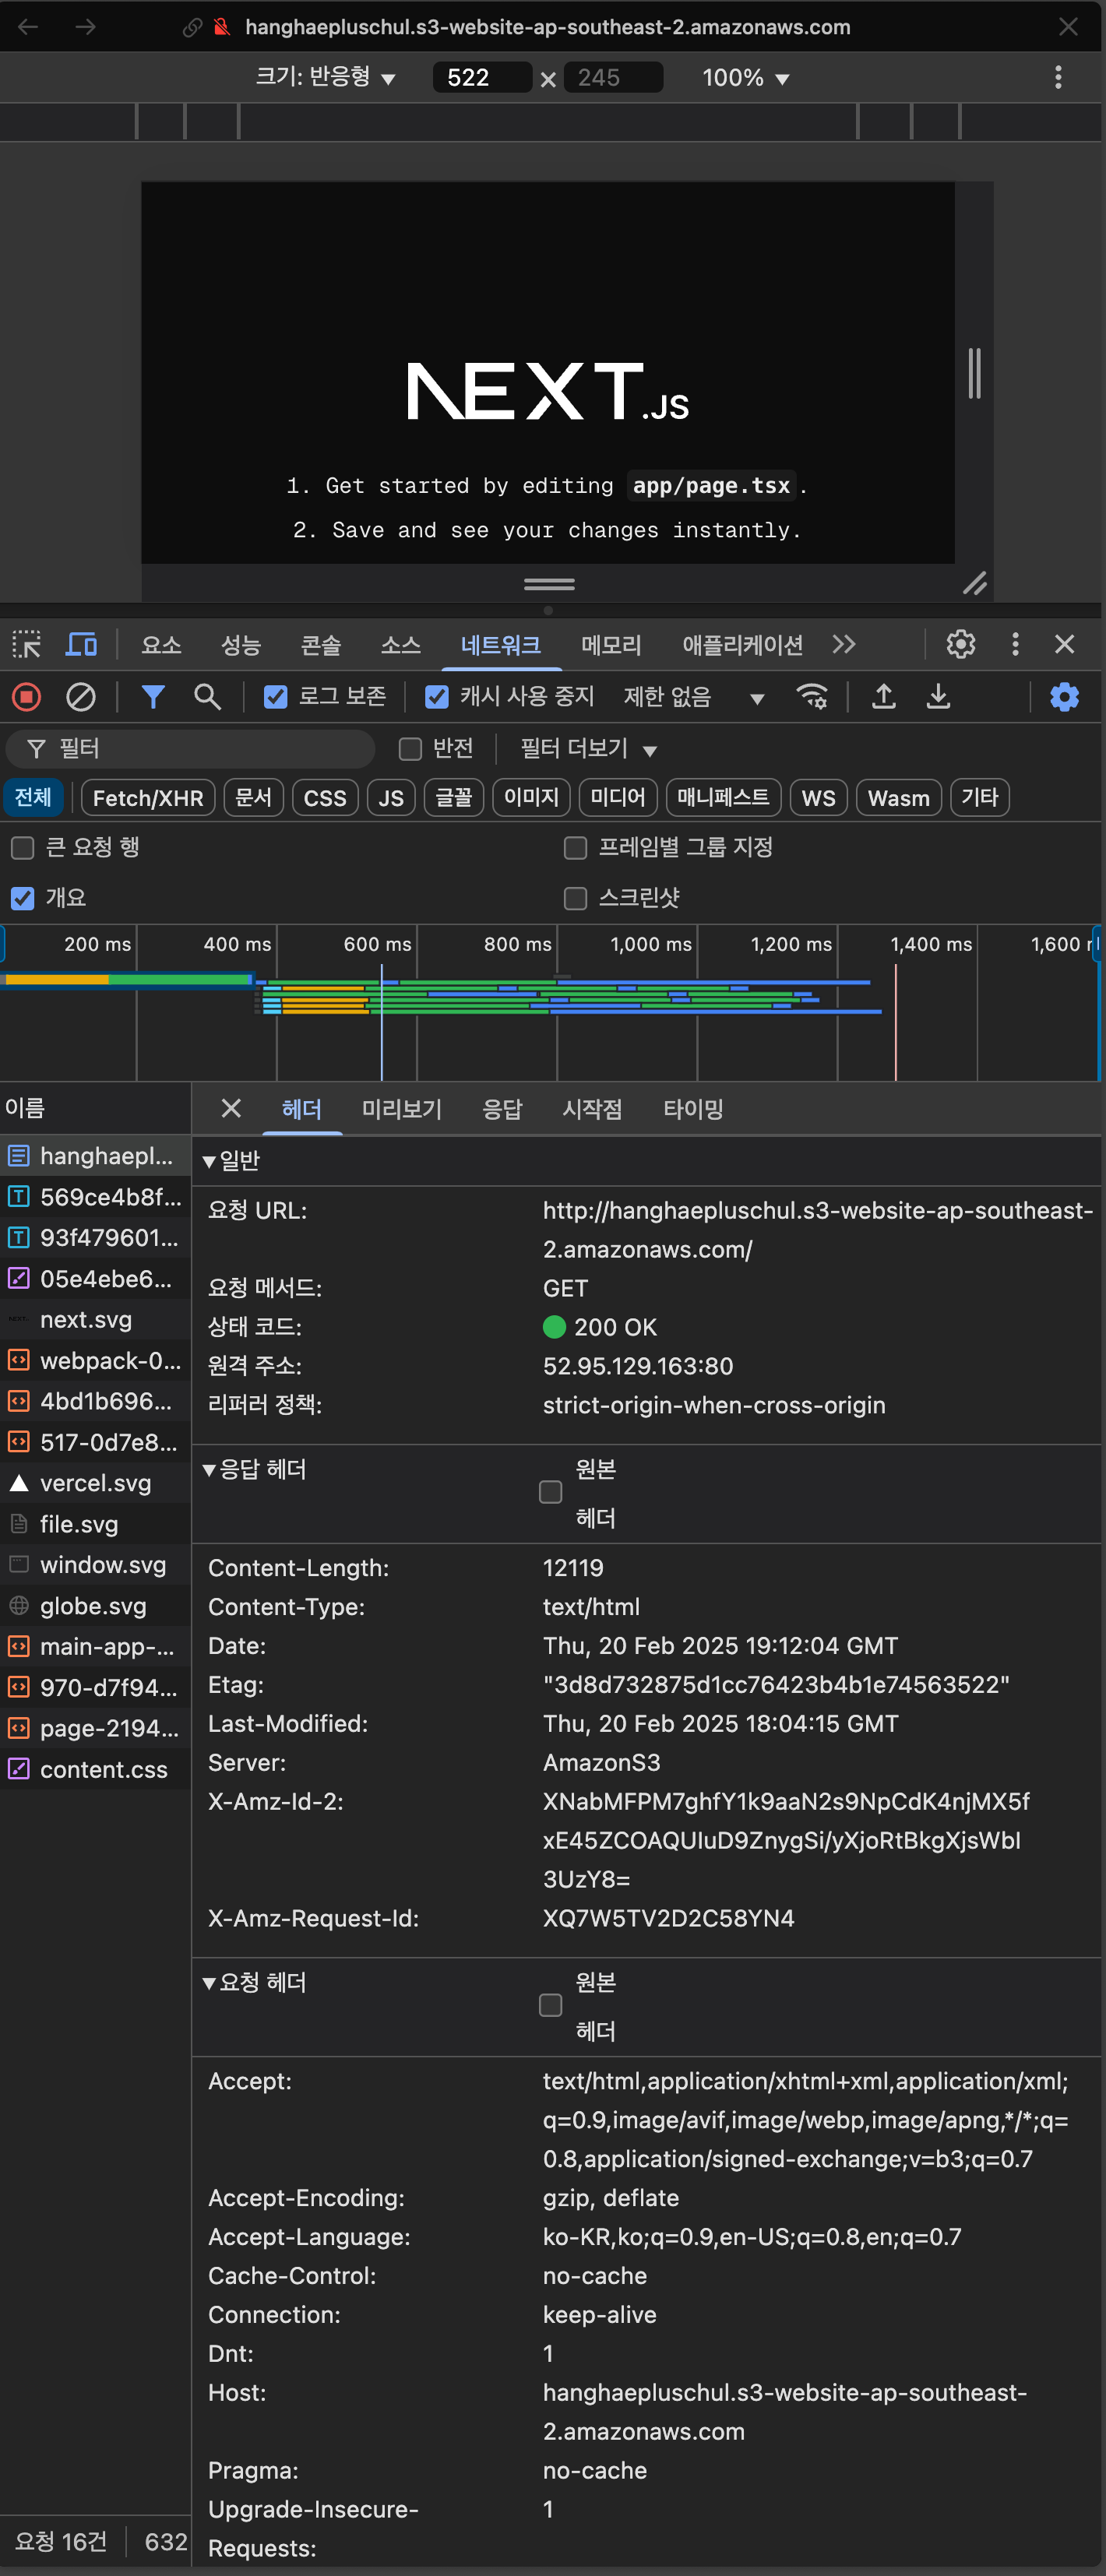 hanghaepluschul.s3-website-ap-southeast-2.amazonaws.com
크기: 반응형 522 × 245 100%
NEXT.JS
1. Get started by editing app/page.tsx.
2. Save and see your changes instantly.
요소 성능 콘솔 소스 네트워크 메모리 애플리케이션
로그 보존 캐시 사용 중지 제한 없음
필터 반전 필터 더보기
전체 Fetch/XHR 문서 CSS JS 글꼴 이미지 미디어 매니페스트 WS Wasm 기타
큰 요청 행 프레임별 그룹 지정
개요 스크린샷
200 ms 400 ms 600 ms 800 ms 1,000 ms 1,200 ms 1,400 ms 1,600
이름
hanghaepl...
569ce4b8f...
93f479601...
05e4ebe6...
next.svg
webpack-0...
4bd1b696...
517-0d7e8...
vercel.svg
file.svg
window.svg
globe.svg
main-app-...
970-d7f94...
page-2194...
content.css
요청 16건 632
헤더 미리보기 응답 시작점 타이밍
일반
요청 URL: http://hanghaepluschul.s3-website-ap-southeast-
2.amazonaws.com/
요청 메서드: GET
상태 코드: 200 OK
원격 주소: 52.95.129.163:80
리퍼러 정책: strict-origin-when-cross-origin
응답 헤더 원본
헤더
Content-Length: 12119
Content-Type: text/html
Date: Thu, 20 Feb 2025 19:12:04 GMT
Etag: "3d8d732875d1cc76423b4b1e74563522"
Last-Modified: Thu, 20 Feb 2025 18:04:15 GMT
Server: AmazonS3
X-Amz-Id-2: XNabMFPM7ghfY1k9aaN2s9NpCdK4njMX5f
xE45ZCOAQUIuD9ZnygSi/yXjoRtBkgXjsWbI
3UzY8=
X-Amz-Request-Id: XQ7W5TV2D2C58YN4
요청 헤더 원본
헤더
Accept: text/html,application/xhtml+xml,application/xml;
q=0.9,image/avif,image/webp,image/apng,*/*;q=
0.8,application/signed-exchange;v=b3;q=0.7
Accept-Encoding: gzip, deflate
Accept-Language: ko-KR,ko;q=0.9,en-US;q=0.8,en;q=0.7
Cache-Control: no-cache
Connection: keep-alive
Dnt: 1
Host: hanghaepluschul.s3-website-ap-southeast-
2.amazonaws.com
Pragma: no-cache
Upgrade-Insecure- 1
Requests: